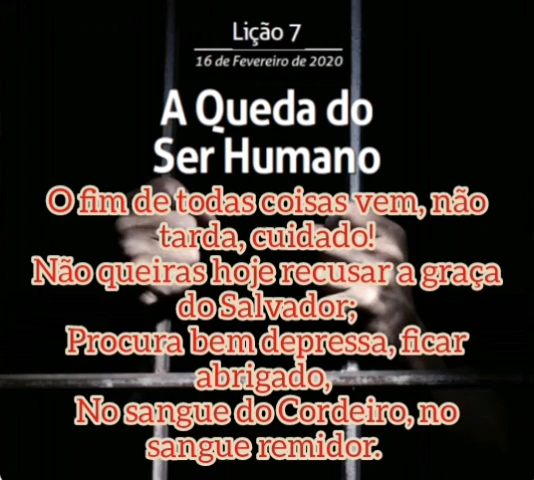 Lição 7
16 de Fevereiro de 2020
A Queda do
Ser Humano
O fim de todas coisas vem, não
tarda, cuidado!
Não queiras hoje recusar a graça
do Salvador;
Procura bem depressa, ficar
abrigado,
No sangue do Cordeiro, no
sangue remidor.